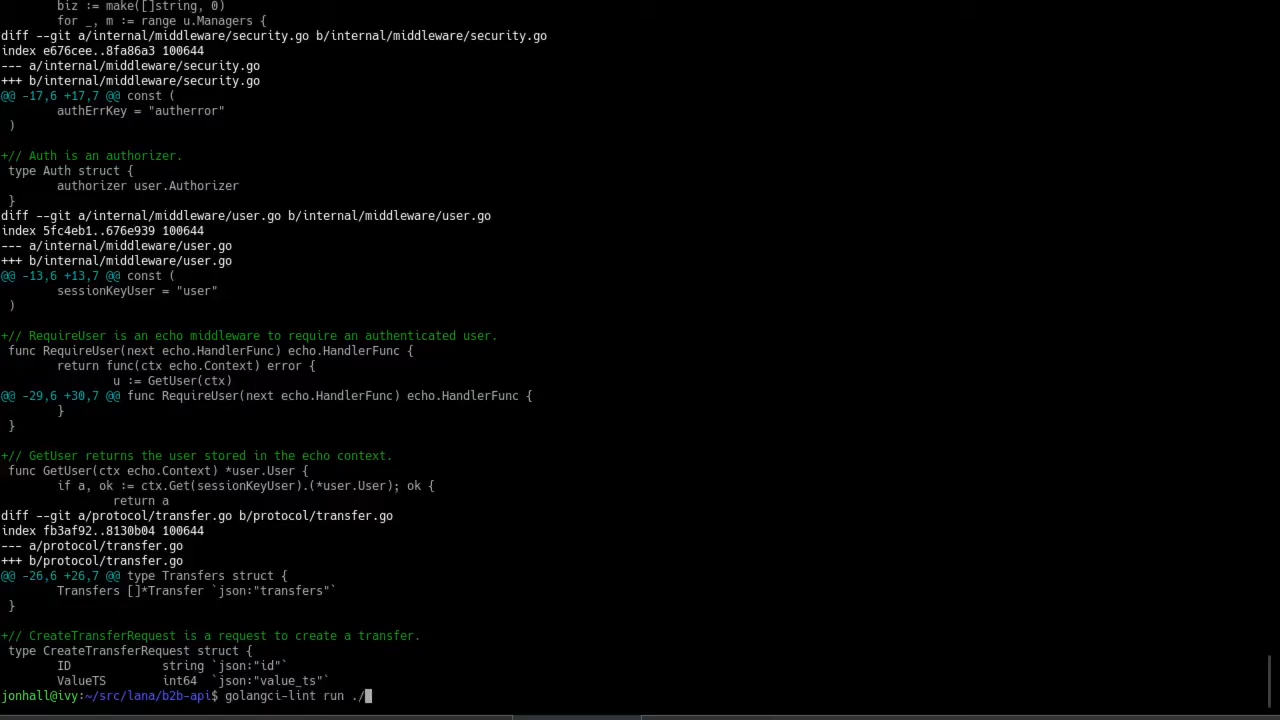 biz := make([]string, 0)
        for _, m := range u.Managers {
diff --git a/internal/middleware/security.go b/internal/middleware/security.go
index e676cee..8fa86a3 100644
--- a/internal/middleware/security.go
+++ b/internal/middleware/security.go
@@ -17,6 +17,7 @@ const (
        authErrKey = "autherror"
 )

+// Auth is an authorizer.
 type Auth struct {
        authorizer user.Authorizer
 }
diff --git a/internal/middleware/user.go b/internal/middleware/user.go
index 5fc4eb1..676e939 100644
--- a/internal/middleware/user.go
+++ b/internal/middleware/user.go
@@ -13,6 +13,7 @@ const (
        sessionKeyUser = "user"
 )

+// RequireUser is an echo middleware to require an authenticated user.
 func RequireUser(next echo.HandlerFunc) echo.HandlerFunc {
        return func(ctx echo.Context) error {
                u := GetUser(ctx)
@@ -29,6 +30,7 @@ func RequireUser(next echo.HandlerFunc) echo.HandlerFunc {
        }
 }

+// GetUser returns the user stored in the echo context.
 func GetUser(ctx echo.Context) *user.User {
        if a, ok := ctx.Get(sessionKeyUser).(*user.User); ok {
                return a
diff --git a/protocol/transfer.go b/protocol/transfer.go
index fb3af92..8130b04 100644
--- a/protocol/transfer.go
+++ b/protocol/transfer.go
@@ -26,6 +26,7 @@ type Transfers struct {
        Transfers []*Transfer `json:"transfers"`
 }

+// CreateTransferRequest is a request to create a transfer.
 type CreateTransferRequest struct {
        ID             string `json:"id"`
        ValueTS        int64  `json:"value_ts"`
jonhall@ivy:~/src/lana/b2b-api$ golangci-lint run ./